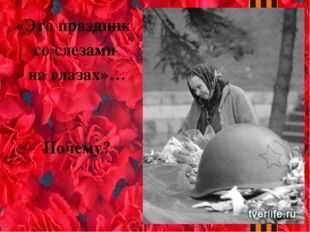 «Это праздник
со слезами
на глазах»…
Почему?
tverlife.ru